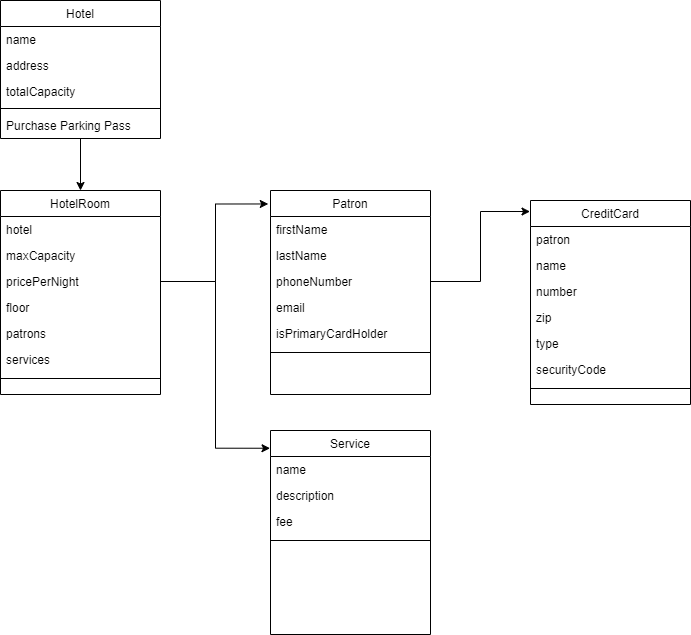 Hotel
name
address
totalCapacity
Purchase Parking Pass
HotelRoom
hotel
maxCapacity
pricePerNight
floor
patrons
services
Patron
firstName
lastName
phoneNumber
email
isPrimaryCardHolder
CreditCard
patron
name
number
zip
type
securityCode
Service
name
description
fee